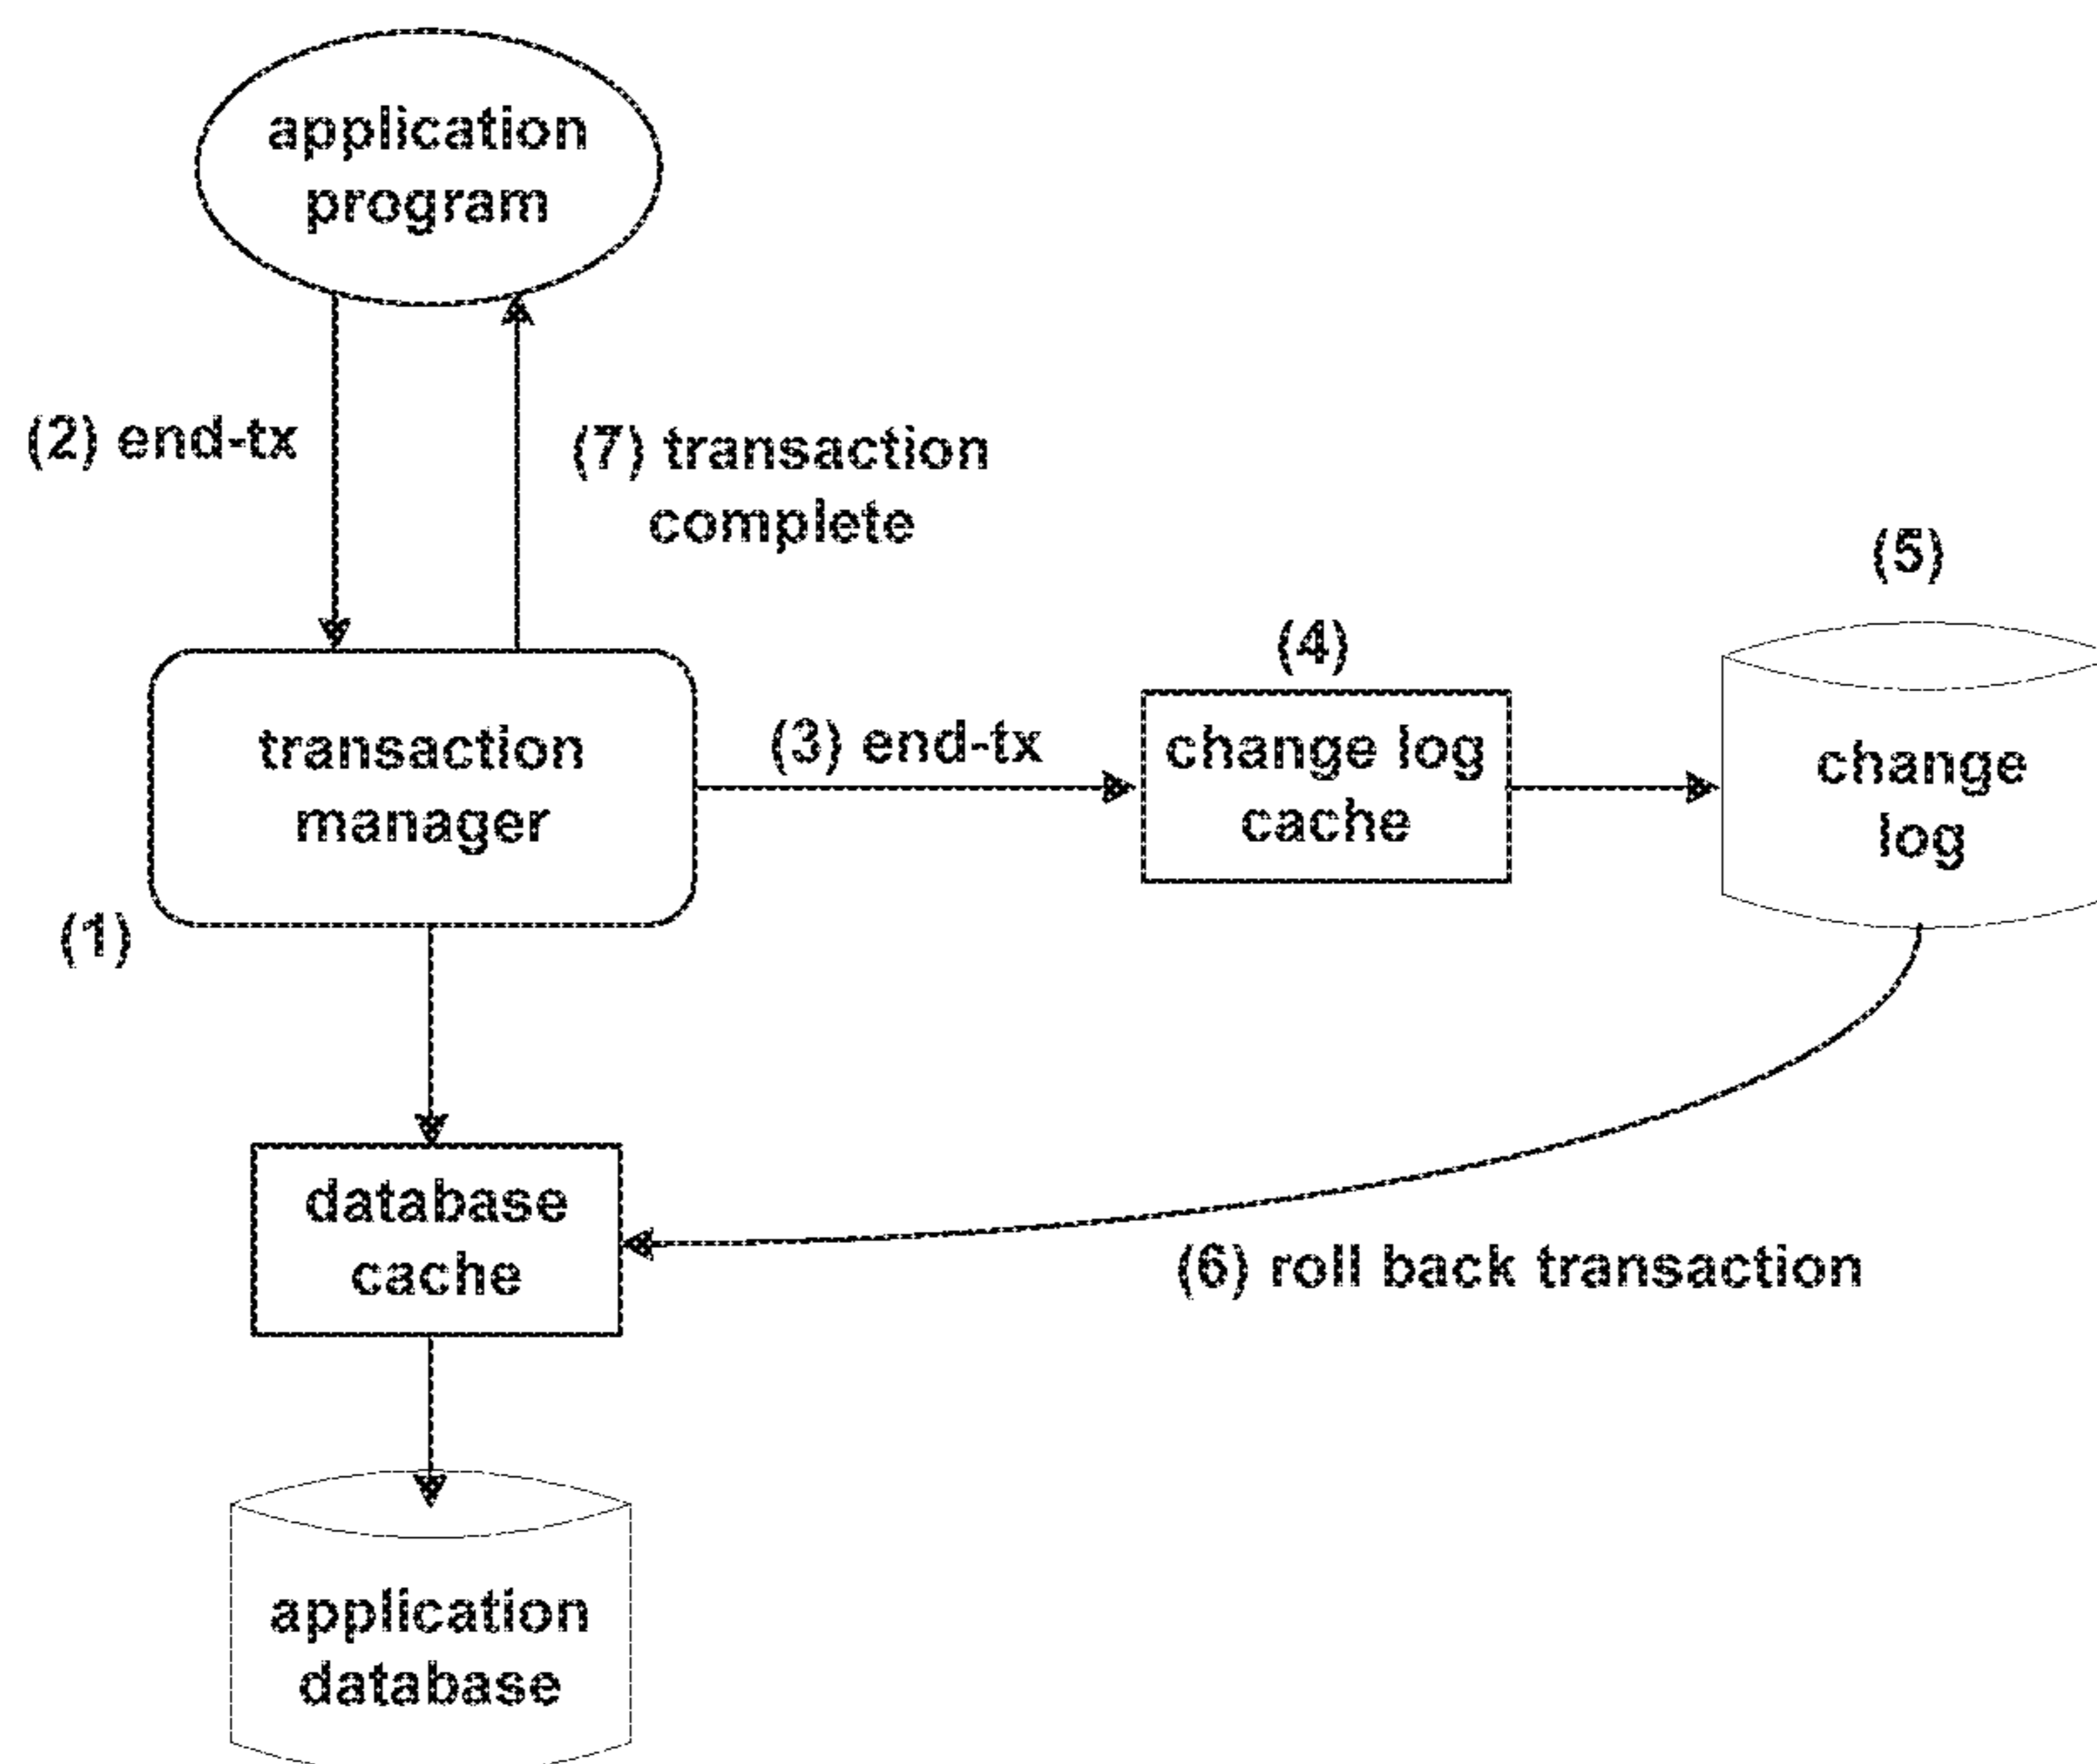 application
program
(2) end-tx
(7) transaction
complete
(5)
(4)
transaction
manager
(3) end-tx
change log
cache
change
log
(1)
database
cache
(6) roll back transaction
application
database